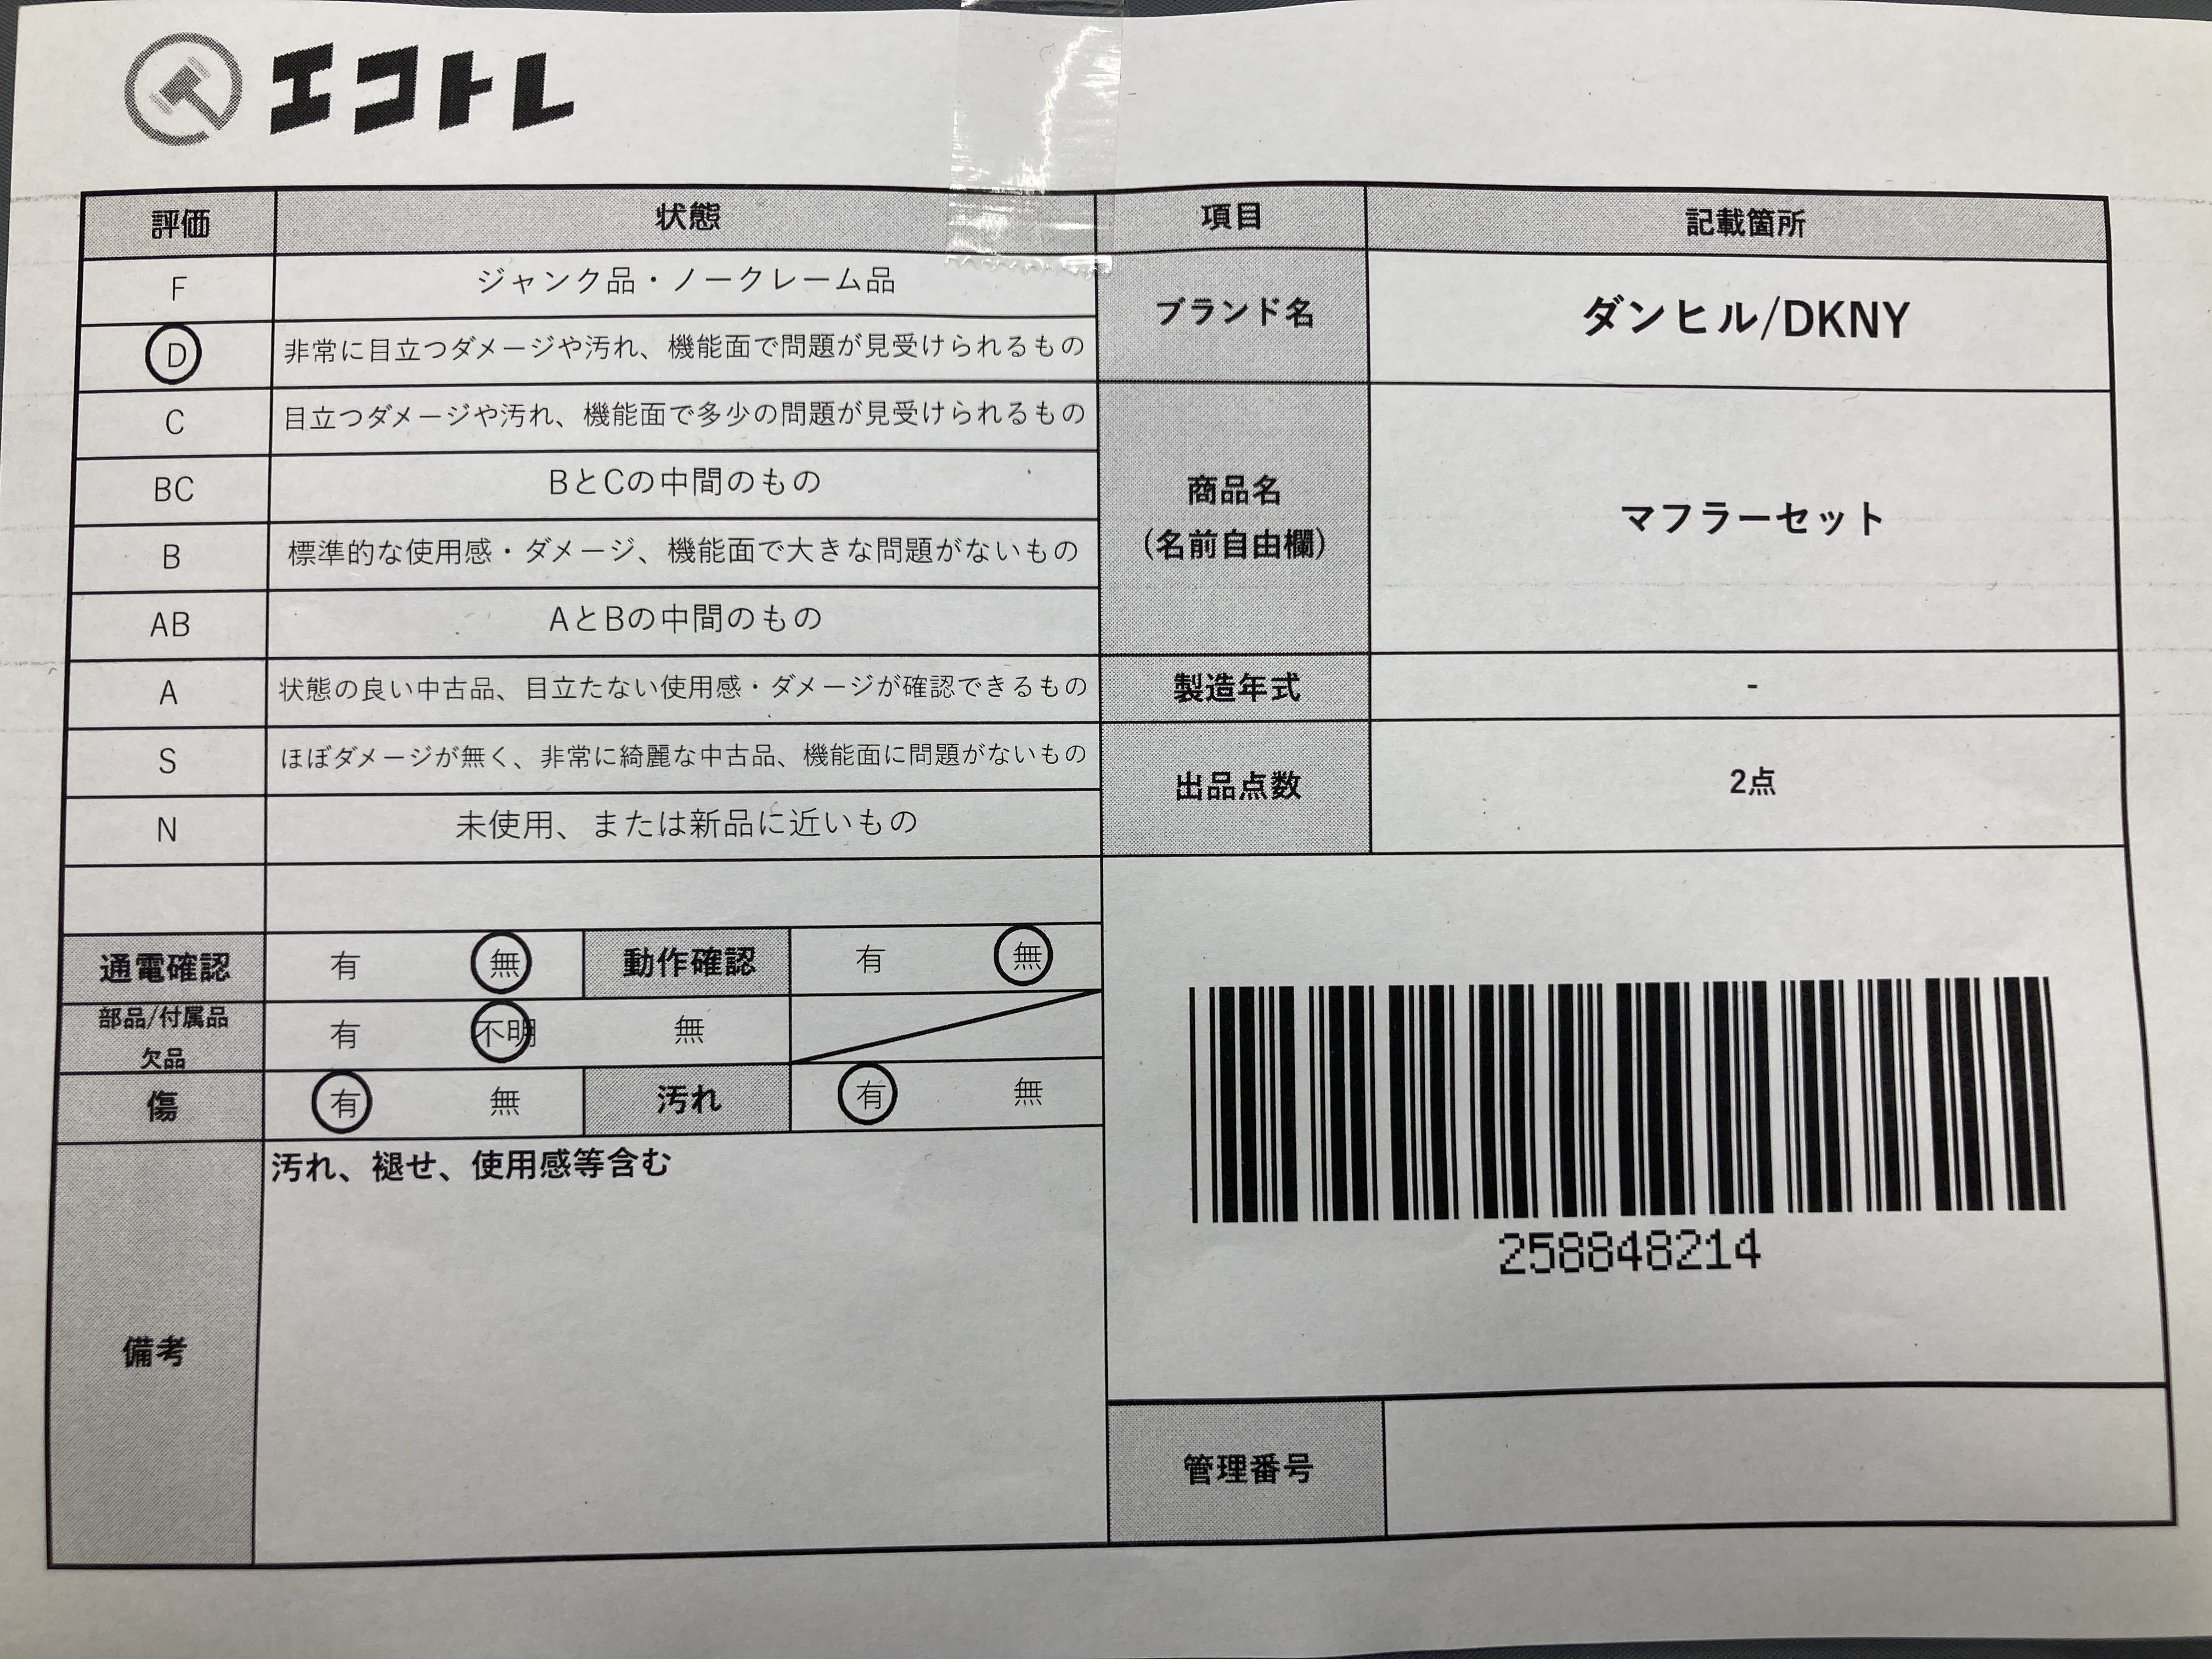 エコトレ
評価 状態 項目 記載箇所
F ジャンク品・ノークレーム品
D 非常に目立つダメージや汚れ、機能面で問題が見受けられるもの
ブランド名 ダンヒル/DKNY
C 目立つダメージや汚れ、機能面で多少の問題が見受けられるもの
BC BとCの中間のもの
B 標準的な使用感・ダメージ、機能面で大きな問題がないもの
AB AとBの中間のもの
商品名
(名前自由欄)
マフラーセット
A 状態の良い中古品、目立たない使用感・ダメージが確認できるもの
製造年式 -
S ほぼダメージが無く、非常に綺麗な中古品、機能面に問題がないもの
N 未使用、または新品に近いもの
出品点数 2点
通電確認 有 無 動作確認 有 無
部品/付属品
欠品
有 不明 無
傷 有 無 汚れ 有 無
備考
汚れ、褪せ、使用感等含む
258848214
管理番号